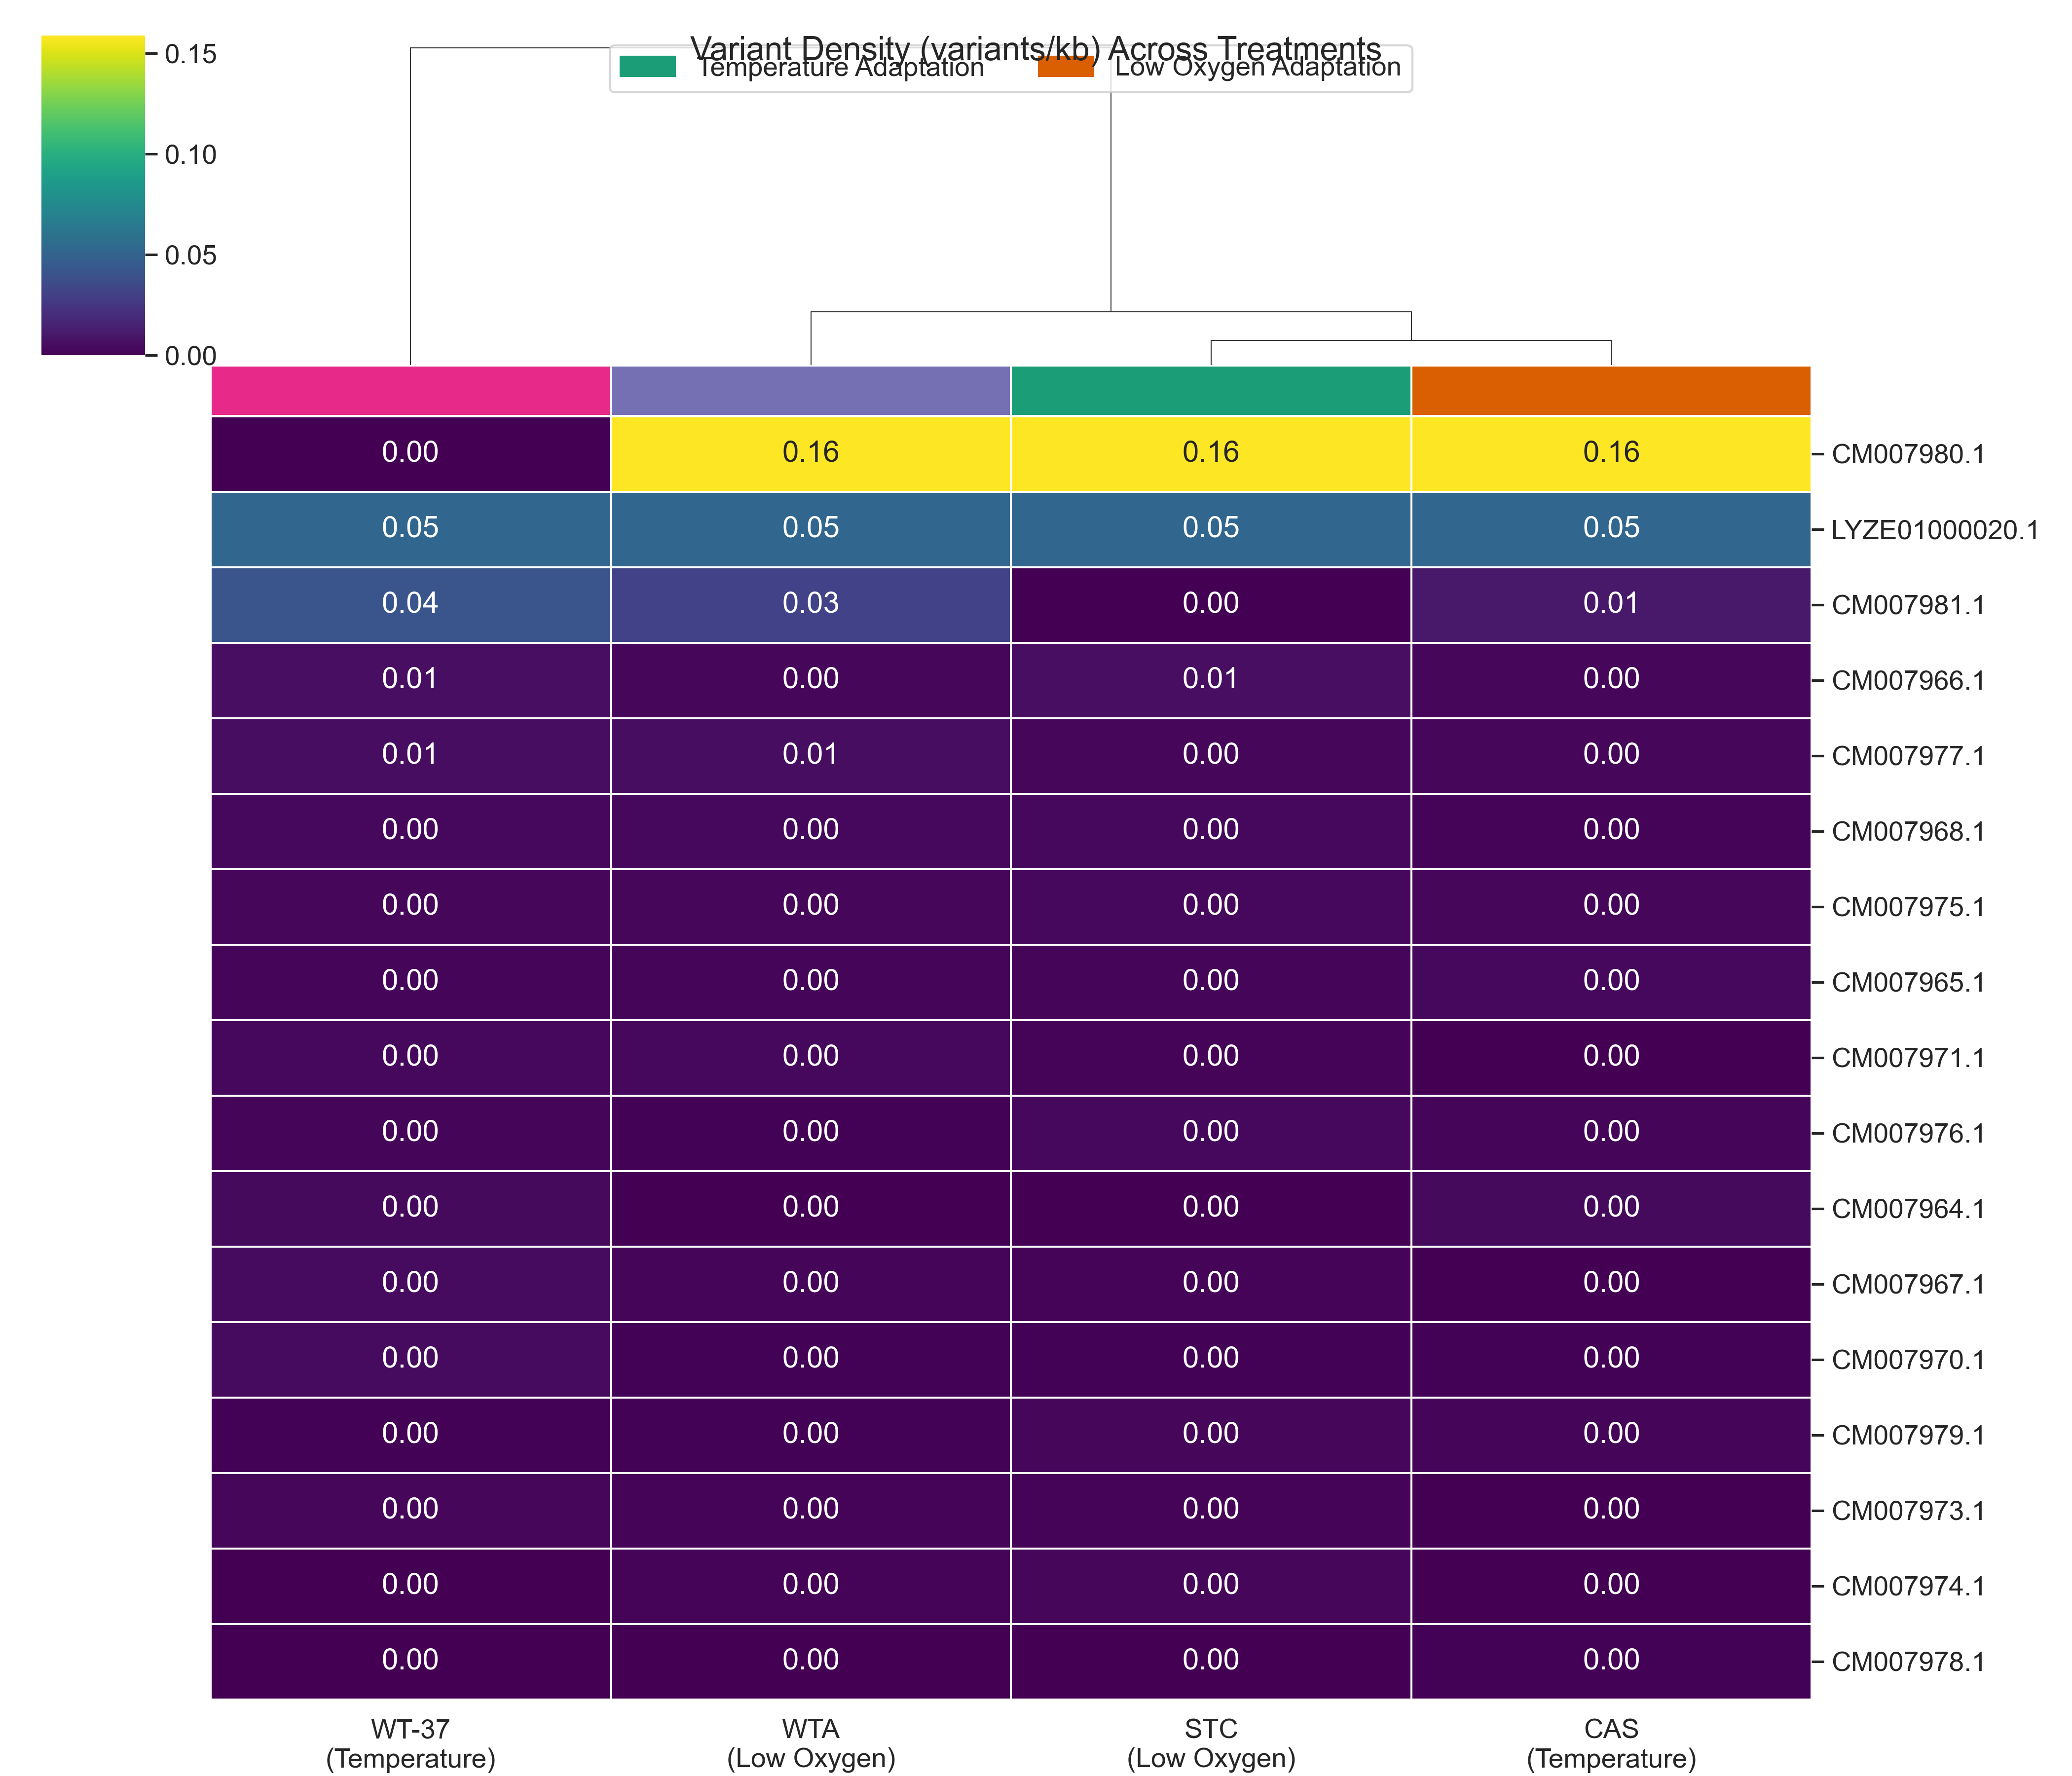 Variant Density (variants/kb) Across Treatments
Temperature Adaptation
Low Oxygen Adaptation
0.15
0.10
0.05
0.00
0.00 0.16 0.16 0.16 CM007980.1
0.05 0.05 0.05 0.05 LYZE01000020.1
0.04 0.03 0.00 0.01 CM007981.1
0.01 0.00 0.01 0.00 CM007966.1
0.01 0.01 0.00 0.00 CM007977.1
0.00 0.00 0.00 0.00 CM007968.1
0.00 0.00 0.00 0.00 CM007975.1
0.00 0.00 0.00 0.00 CM007965.1
0.00 0.00 0.00 0.00 CM007971.1
0.00 0.00 0.00 0.00 CM007976.1
0.00 0.00 0.00 0.00 CM007964.1
0.00 0.00 0.00 0.00 CM007967.1
0.00 0.00 0.00 0.00 CM007970.1
0.00 0.00 0.00 0.00 CM007979.1
0.00 0.00 0.00 0.00 CM007973.1
0.00 0.00 0.00 0.00 CM007974.1
0.00 0.00 0.00 0.00 CM007978.1
WT-37 WTA STC CAS
(Temperature) (Low Oxygen) (Low Oxygen) (Temperature)